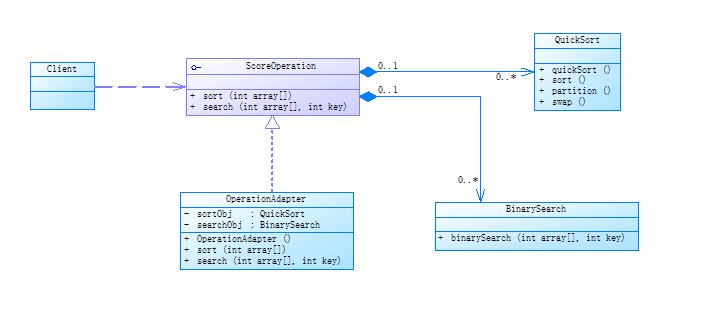 Client
ScoreOperation
+ sort (int array[])
+ search (int array[], int key)
0..1
0..*
0..1
0..*
QuickSort
+ quickSort ()
+ sort ()
+ partition ()
+ swap ()
OperationAdapter
- sortObj : QuickSort
- searchObj : BinarySearch
+ OperationAdapter ()
+ sort (int array[])
+ search (int array[], int key)
BinarySearch
+ binarySearch (int array[], int key)